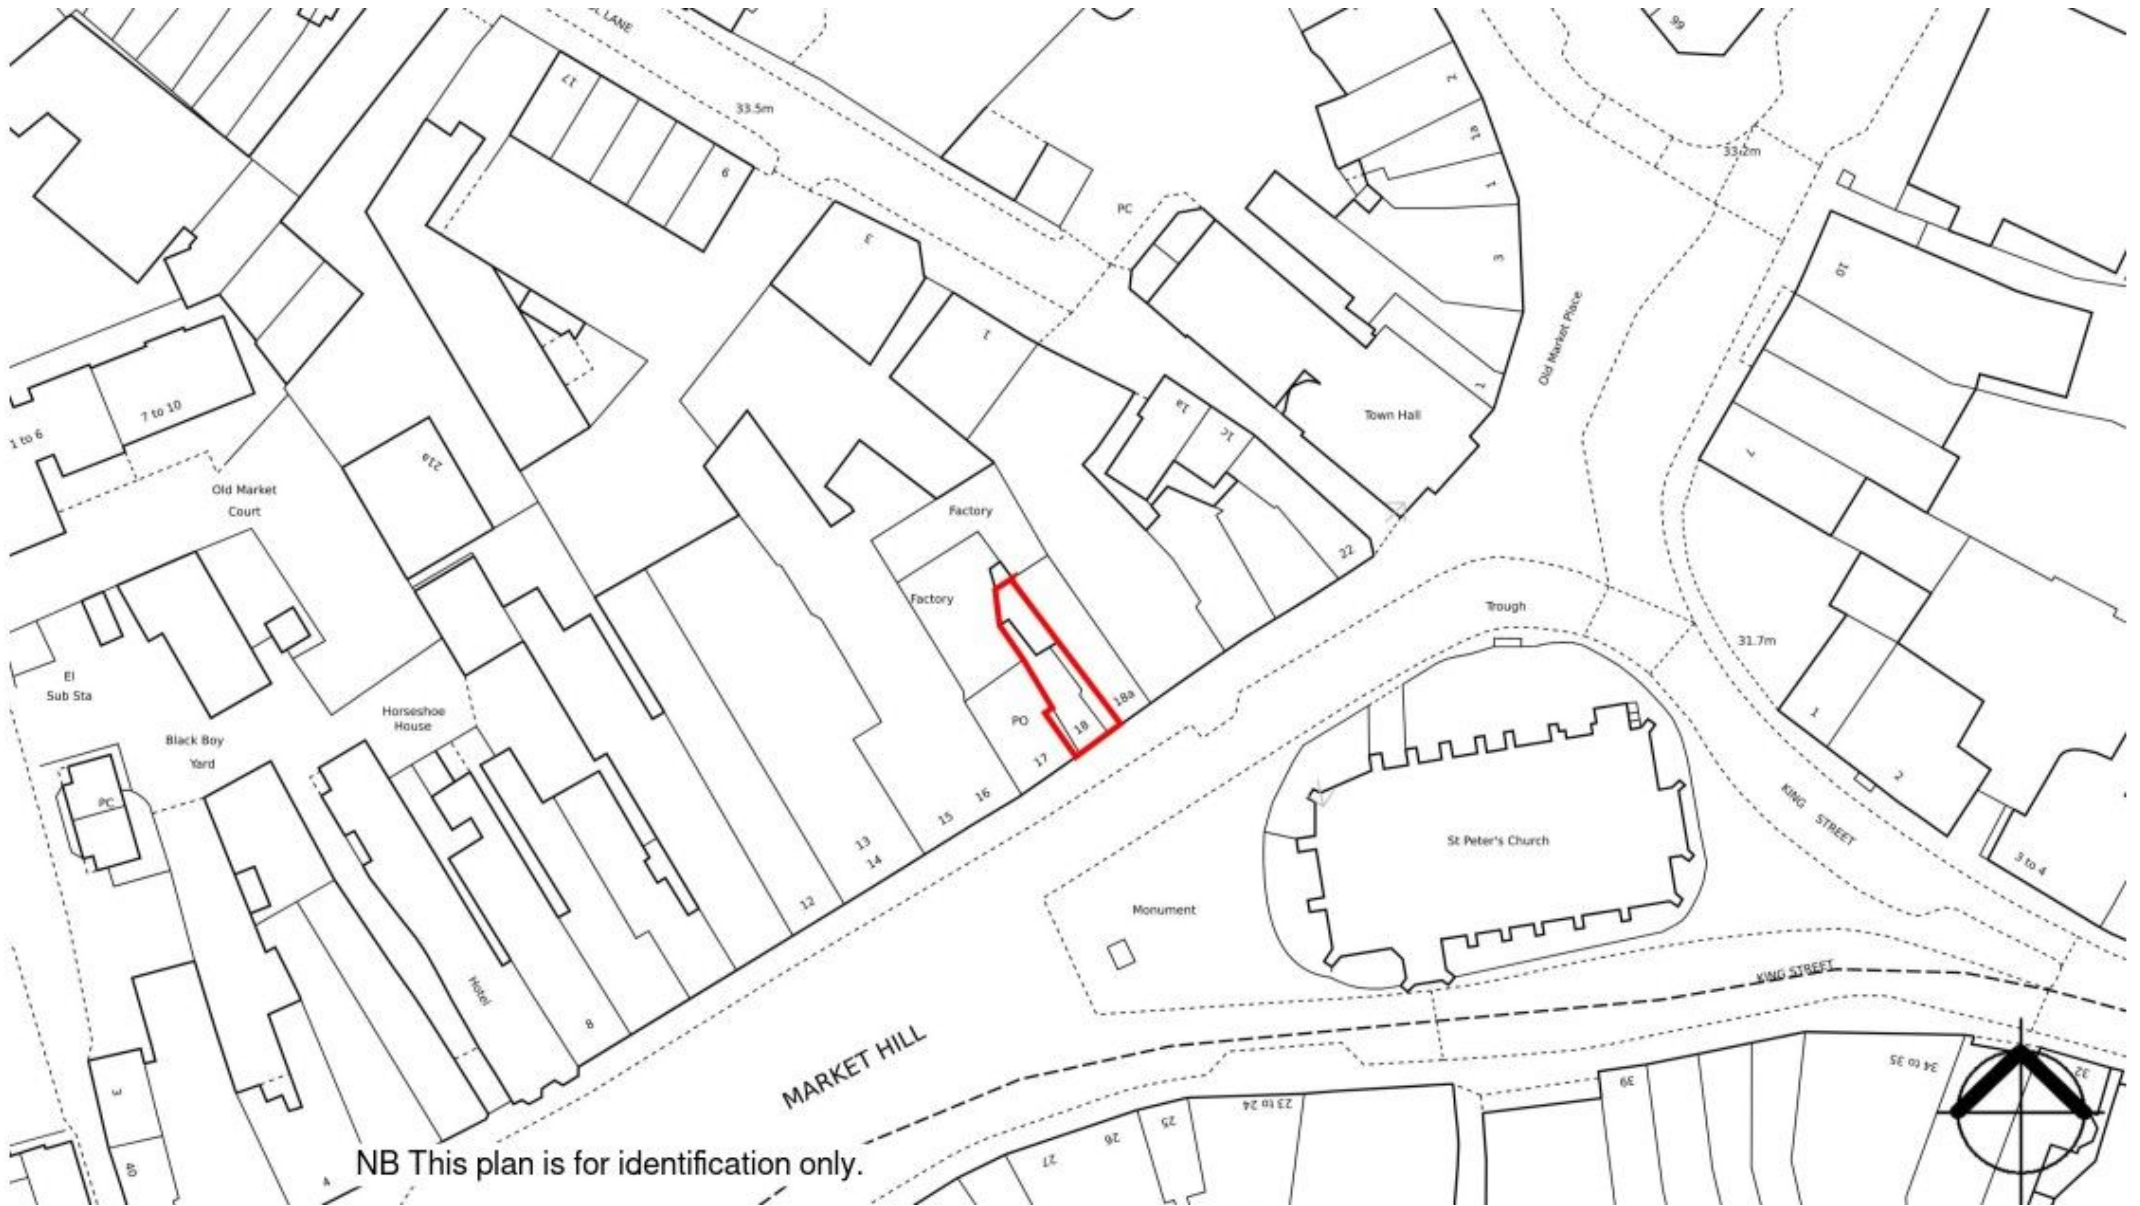 LANE
66
17
33.5m
2
1a
33.2m
6
PC
1
3
3
10
1
Old Market Place
1
7 to 10
1 to 6
1a
Town Hall
1c
7
21a
Old Market
Court
Factory
22
Factory
Trough
31.7m
El
Sub Sta
18a
Horseshoe
House
PO
18
1
Black Boy
Yard
17
2
PC
16
KING STREET
15
13
14
St Peter's Church
3 to 4
12
Monument
Hotel
KING STREET
8
MARKET HILL
34 to 35
32
39
3
23 to 24
25
26
27
40
4
NB This plan is for identification only.